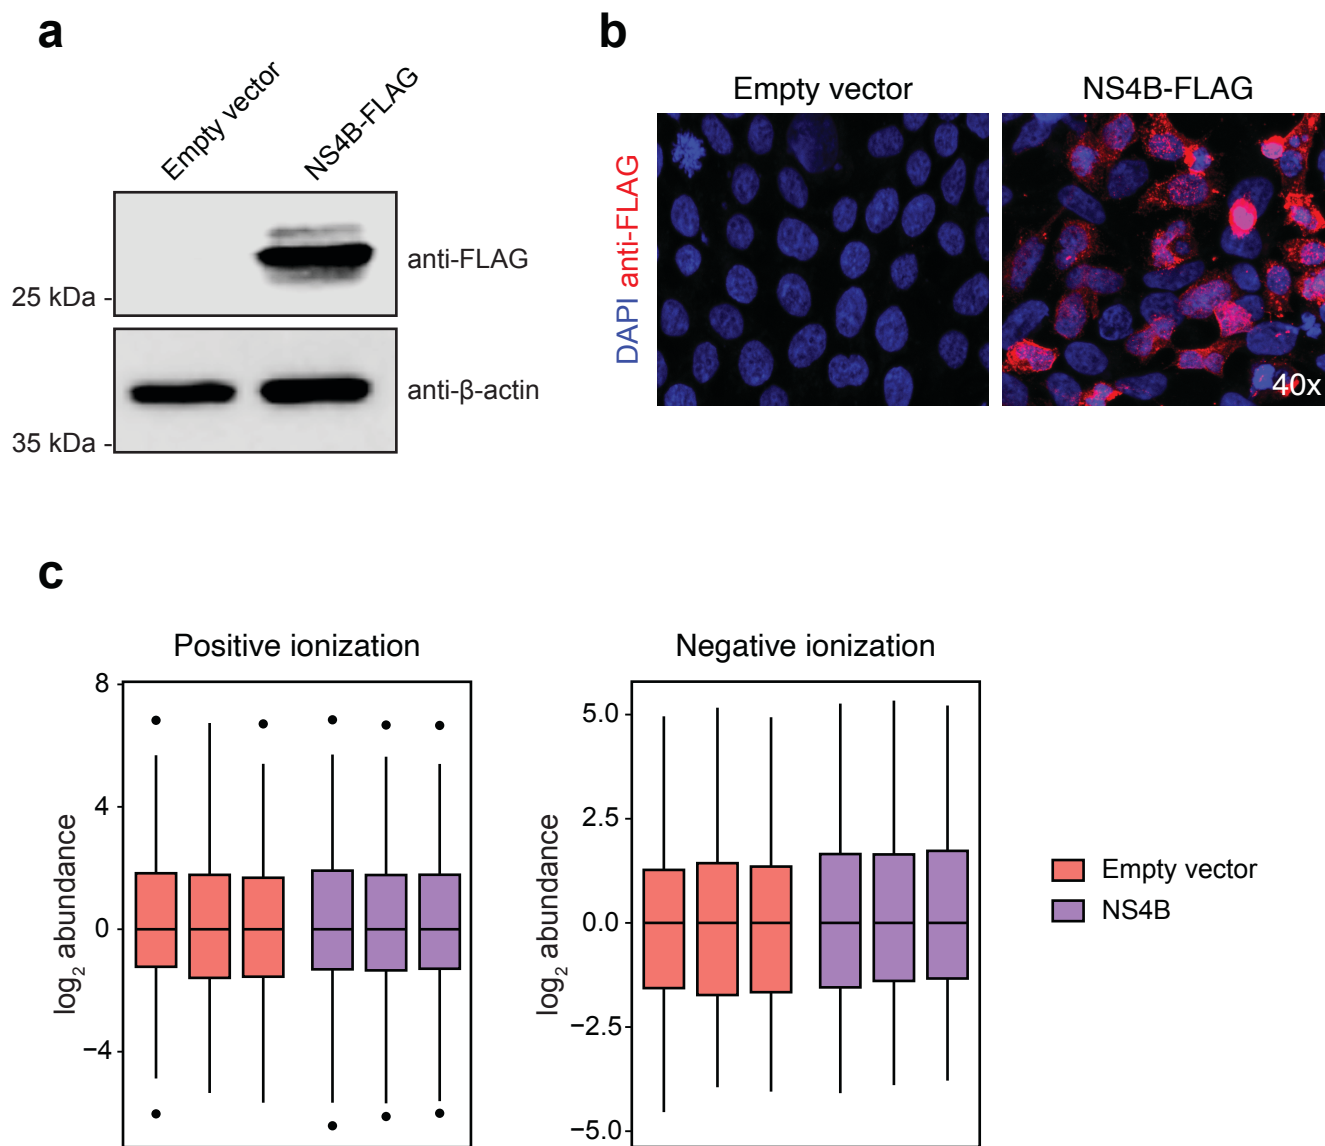 a
Empty vector
NS4B-FLAG
anti-FLAG
25 kDa -
anti-β-actin
35 kDa -
b
Empty vector
NS4B-FLAG
DAPI anti-FLAG
40x
c
Positive ionization
log₂ abundance
8
4
0
−4
Negative ionization
log₂ abundance
5.0
2.5
0.0
−2.5
−5.0
Empty vector
NS4B